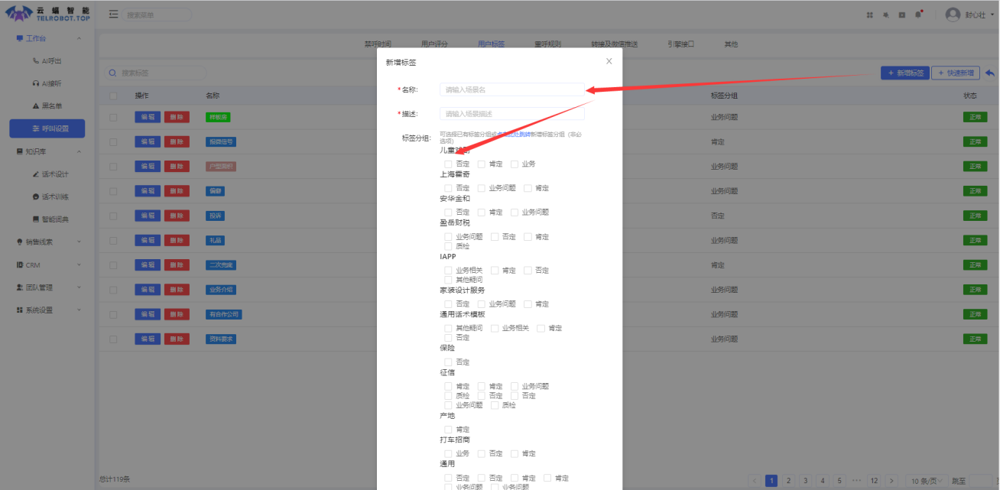 云蝠智能
TELROBOT.TOP
搜索菜单
封心社
工作台
AI呼出
AI接听
黑名单
呼叫设置
知识库
话术设计
话术训练
智能词典
销售线索
CRM
团队管理
系统设置
禁呼时间 用户评分 用户标签 重呼规则 转接及微信推送 引擎接口 其他
搜索标签
+ 新增标签 + 快速新增
操作 名称 标签分组 状态
编辑 删除 样板间 业务问题 正常
编辑 删除 报微信号 肯定 正常
编辑 删除 户型面积 业务问题 正常
编辑 删除 偏僻 业务问题 正常
编辑 删除 投诉 否定 正常
编辑 删除 礼品 业务问题 正常
编辑 删除 二次完成 肯定 正常
编辑 删除 业务介绍 业务问题 正常
编辑 删除 有合作公司 业务问题 正常
编辑 删除 资料要求 业务问题 正常
总计119条
1 2 3 4 5 ··· 12 10 条/页 跳至
新增标签
*名称: 请输入场景名
*描述: 请输入场景描述
标签分组: 可选择已有标签分组或点击此处跳转新增标签分组（非必
选项）
儿童
否定 肯定 业务
上海霍奇
否定 业务问题 肯定
安华金和
否定 肯定 业务问题
盈岳财税
业务问题 否定 肯定
质检
IAPP
业务相关 肯定 否定
其他疑问
家装设计服务
否定 业务问题 肯定
通用话术模板
其他疑问 业务相关 肯定
否定
保险
否定
征信
肯定 肯定 业务问题
质检 否定 否定
业务问题 质检
产地
肯定
打车招商
业务 否定 肯定
通用
否定 否定 肯定 肯定
业务问题 业务问题